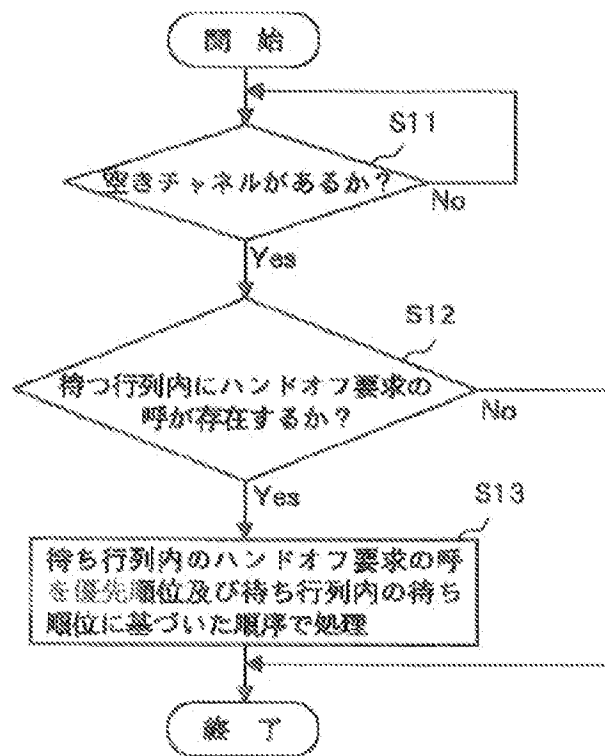 開 始
S11
空きチャネルがあるか？
No
Yes
S12
待つ行列内にハンドオフ要求の
呼が存在するか？
No
Yes
S13
待ち行列内のハンドオフ要求の呼
を優先順位及び待ち行列内の待ち
順位に基づいた順序で処理
終 了